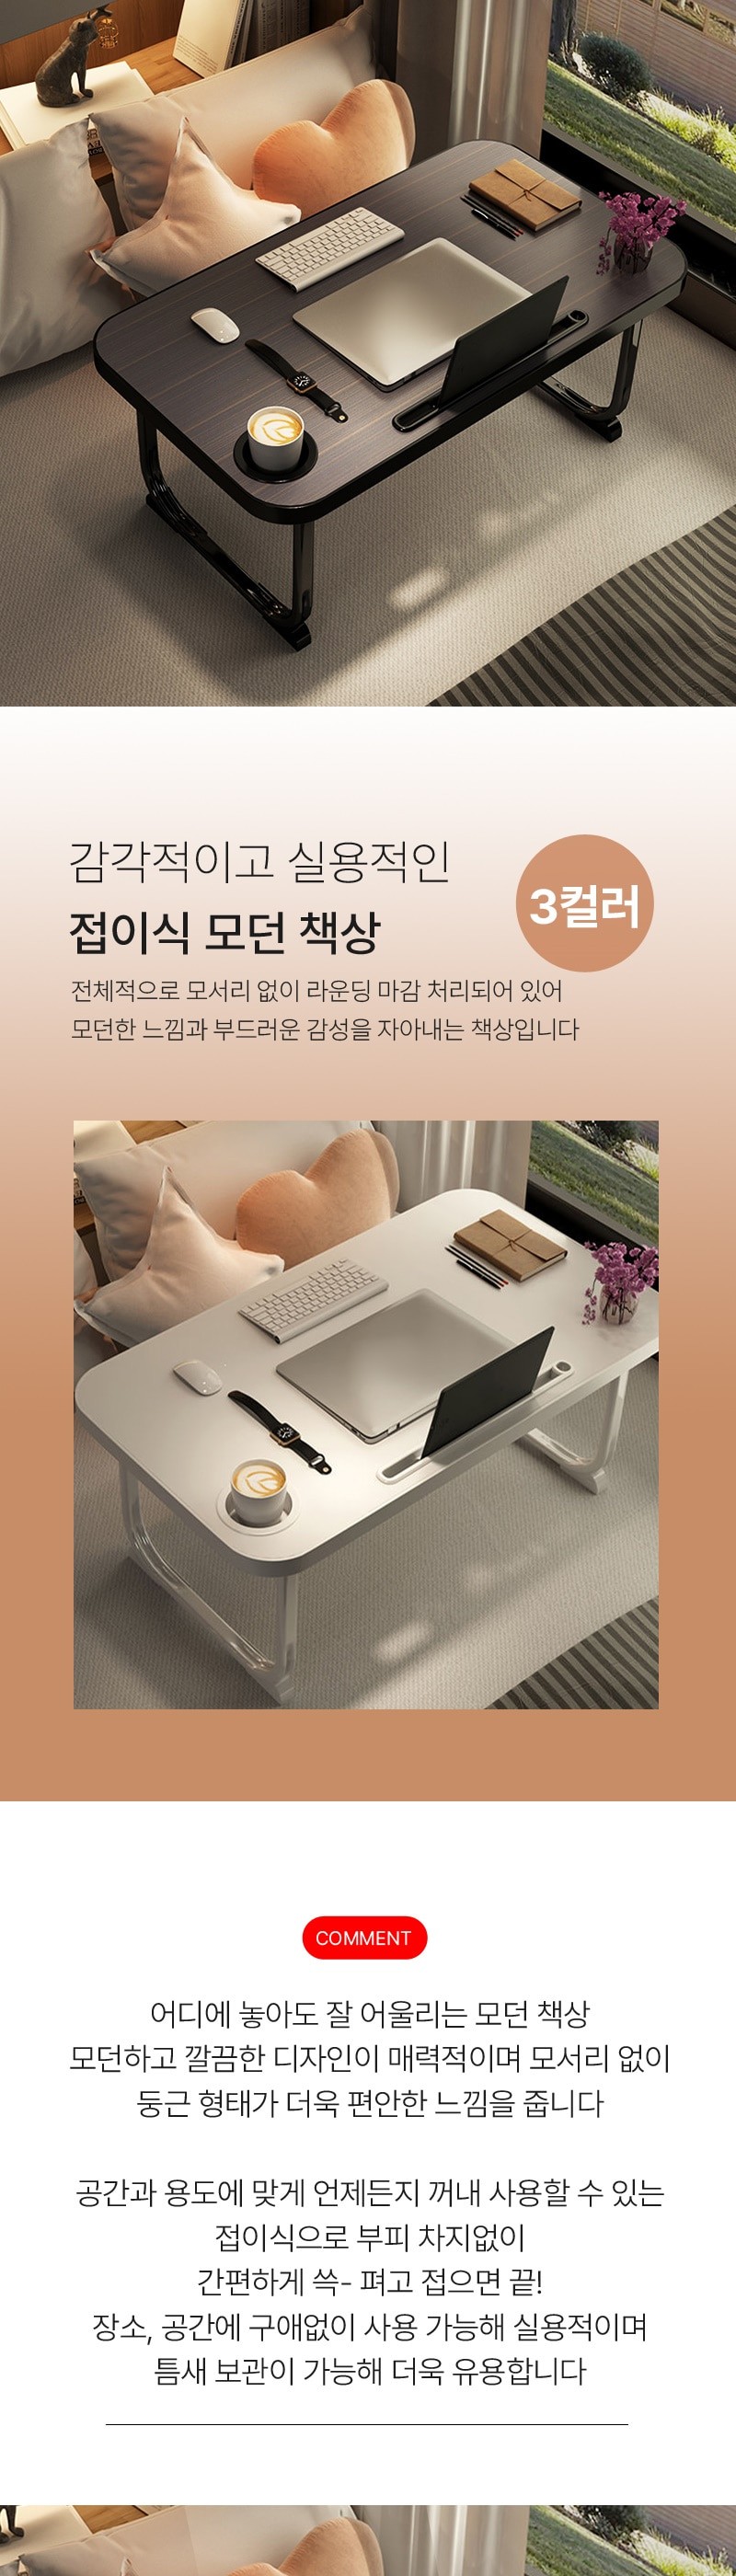 감각적이고 실용적인
접이식 모던 책상
3컬러
전체적으로 모서리 없이 라운딩 마감 처리되어 있어
모던한 느낌과 부드러운 감성을 자아내는 책상입니다
COMMENT
어디에 놓아도 잘 어울리는 모던 책상
모던하고 깔끔한 디자인이 매력적이며 모서리 없이
둥근 형태가 더욱 편안한 느낌을 줍니다
공간과 용도에 맞게 언제든지 꺼내 사용할 수 있는
접이식으로 부피 차지없이
간편하게 쓱- 펴고 접으면 끝!
장소, 공간에 구애없이 사용 가능해 실용적이며
틈새 보관이 가능해 더욱 유용합니다